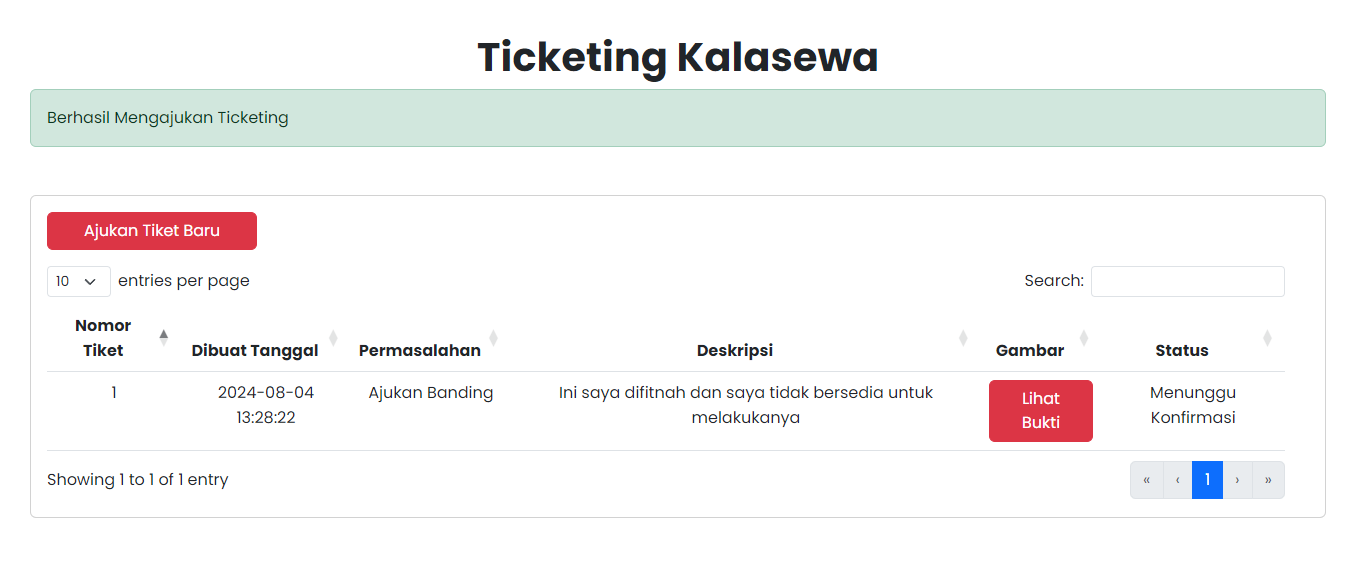 Ticketing Kalasewa
Berhasil Mengajukan Ticketing
Ajukan Tiket Baru
10 entries per page
Search:
Nomor
Tiket
Dibuat Tanggal
Permasalahan
Deskripsi
Gambar
Status
1
2024-08-04
13:28:22
Ajukan Banding
Ini saya difitnah dan saya tidak bersedia untuk
melakukanya
Lihat
Bukti
Menunggu
Konfirmasi
Showing 1 to 1 of 1 entry
« ‹ 1 › »